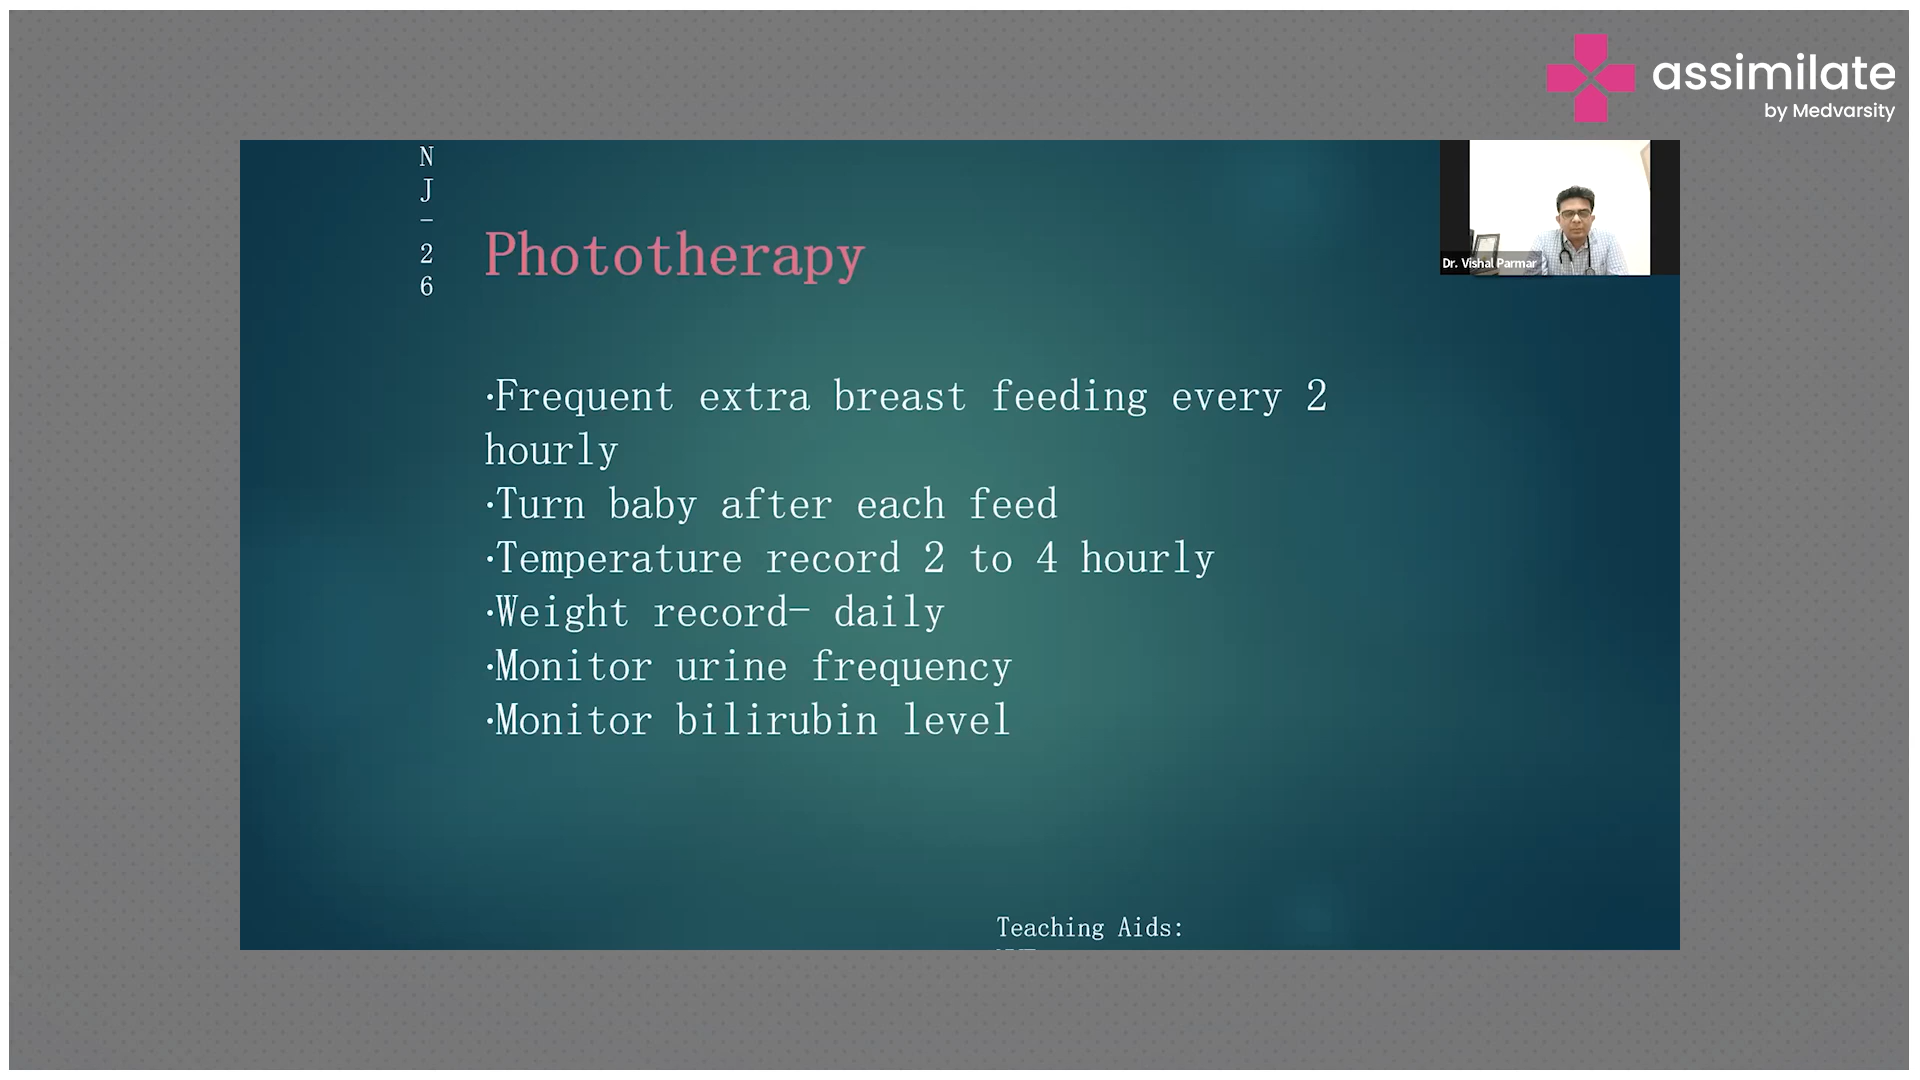 assimilate
by Medvarsity
N
J
-
2
6
Phototherapy
Dr. Vishal Parmar
·Frequent extra breast feeding every 2
hourly
·Turn baby after each feed
·Temperature record 2 to 4 hourly
·Weight record- daily
·Monitor urine frequency
·Monitor bilirubin level
Teaching Aids: